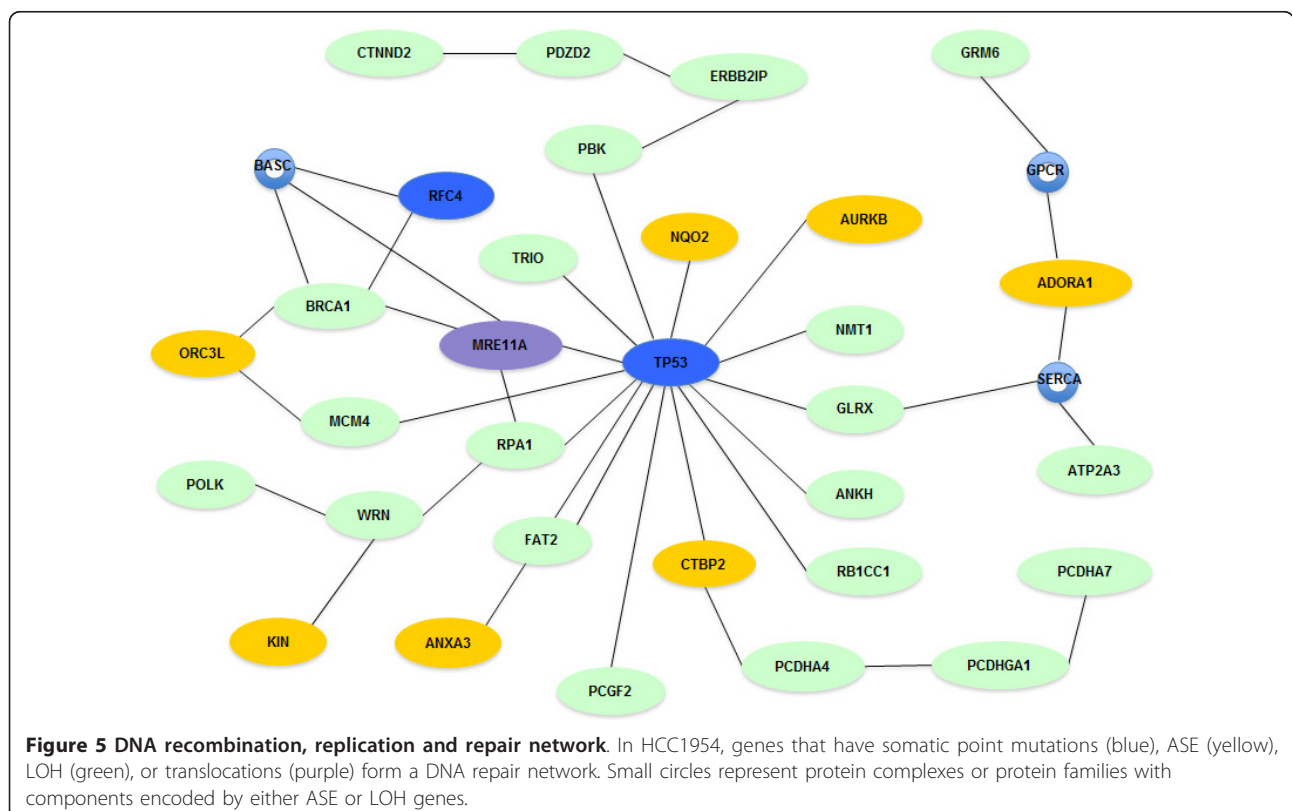 CTNND2
PDZD2
ERBB2IP
GRM6
PBK
BASC
GPCR
RFC4
AURKB
NQO2
TRIO
ADORA1
BRCA1
NMT1
MRE11A
ORC3L
TP53
SERCA
GLRX
MCM4
RPA1
ATP2A3
POLK
ANKH
WRN
FAT2
CTBP2
RB1CC1
PCDHA7
KIN
ANXA3
PCDHA4
PCDHGA1
PCGF2
Figure 5 DNA recombination, replication and repair network. In HCC1954, genes that have somatic point mutations (blue), ASE (yellow),
LOH (green), or translocations (purple) form a DNA repair network. Small circles represent protein complexes or protein families with
components encoded by either ASE or LOH genes.